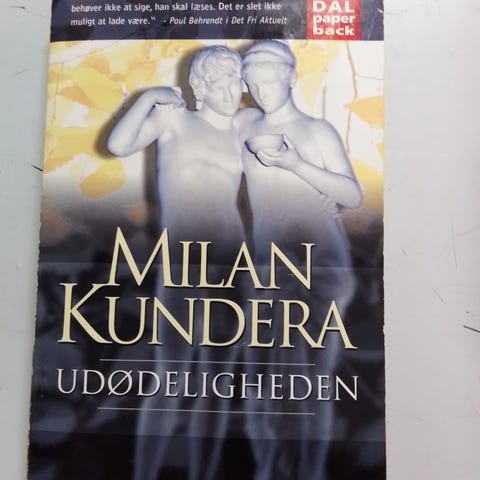 behøver ikke at sige, han skal læses. Det er slet ikke
muligt at lade være." - Poul Behrendt i Det Fri Aktuelt
DAL
paper
back
MILAN
KUNDERA
UDØDELIGHEDEN